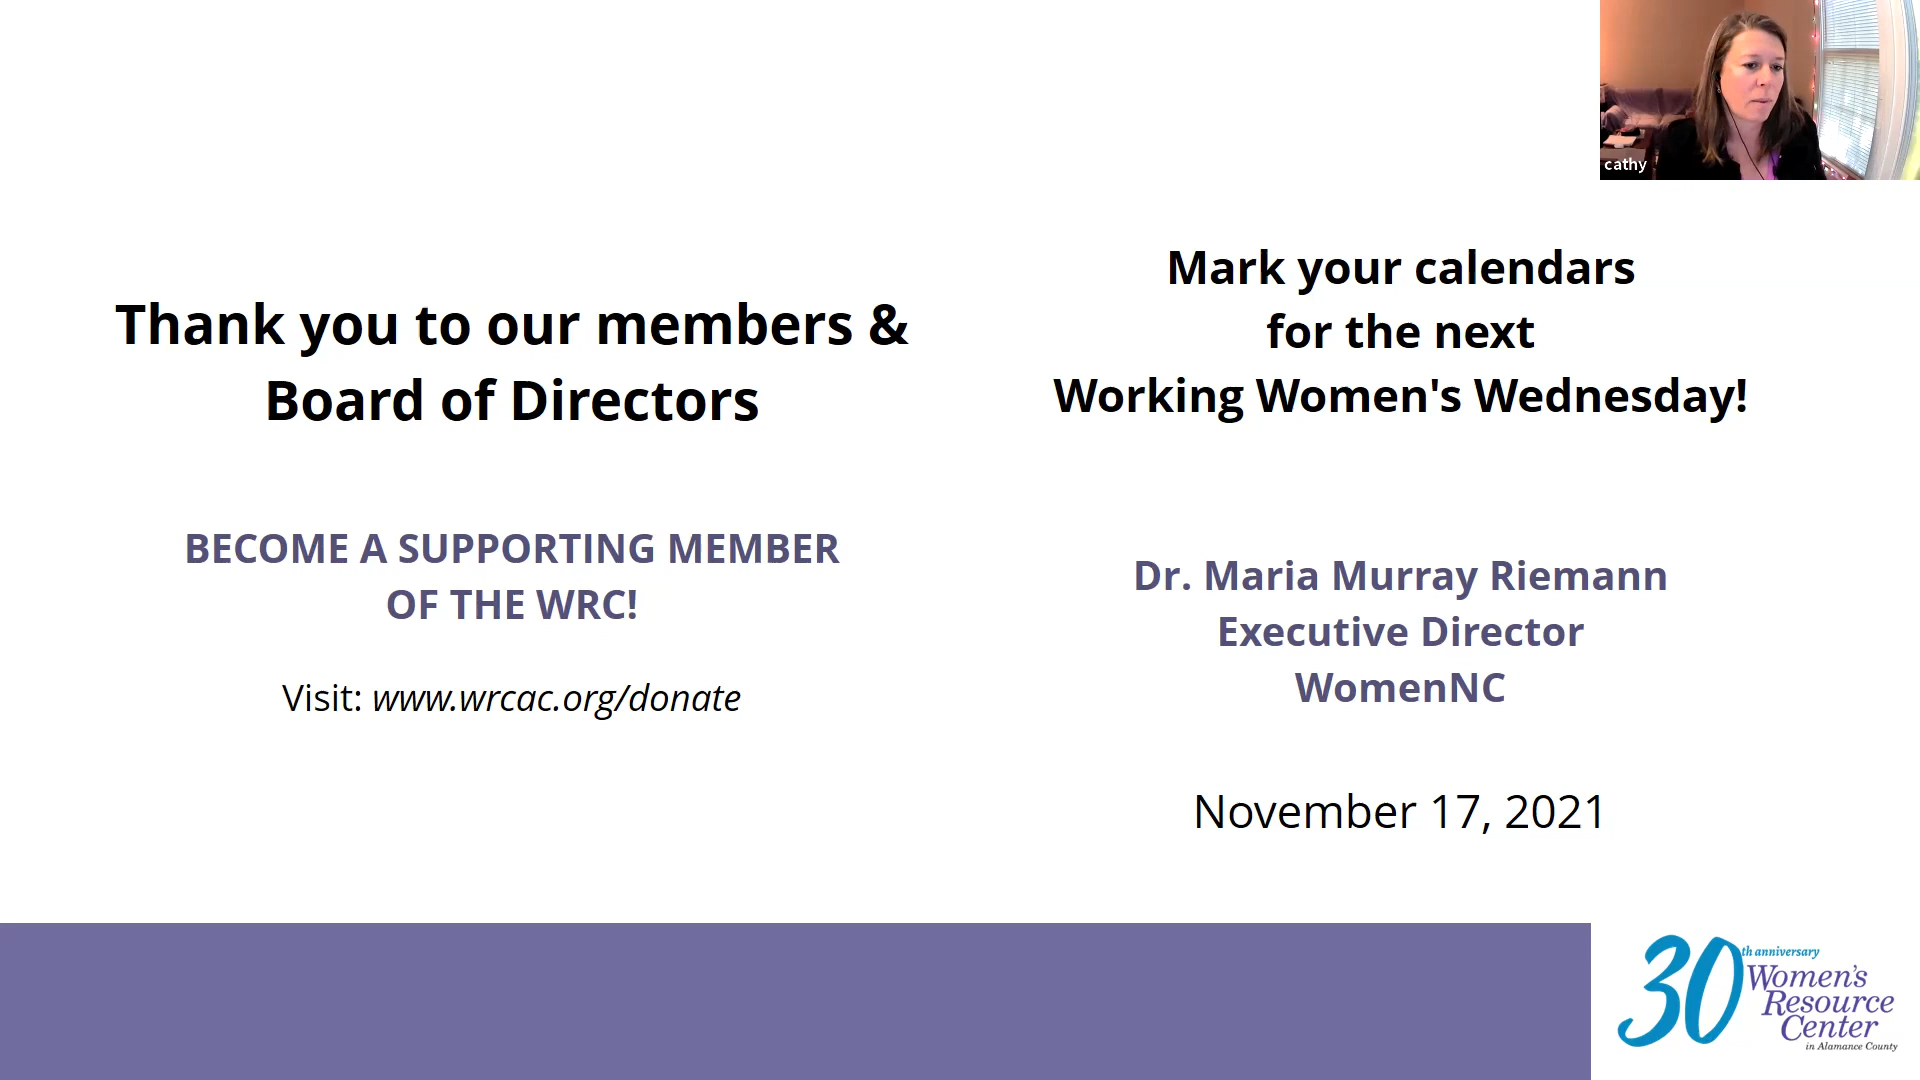 cathy
Thank you to our members &
Board of Directors
BECOME A SUPPORTING MEMBER
OF THE WRC!
Visit: www.wrcac.org/donate
Mark your calendars
for the next
Working Women's Wednesday!
Dr. Maria Murray Riemann
Executive Director
WomenNC
November 17, 2021
30th anniversary
Women's
Resource
Center
in Alamance County